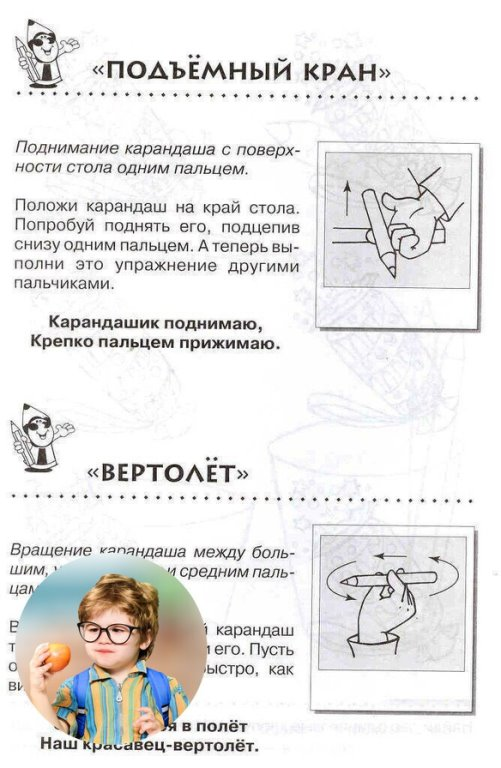 «ПОДЪЁМНЫЙ КРАН»
Поднимание карандаша с поверх-
ности стола одним пальцем.
Положи карандаш на край стола.
Попробуй поднять его, подцепив
снизу одним пальцем. А теперь вы-
полни это упражнение другими
пальчиками.
Карандашик поднимаю,
Крепко пальцем прижимаю.
«ВЕРТОЛЁТ»
Вращение карандаша между боль-
шим, и средним паль-
цам
карандаш
его. Пусть
быстро, как
в полёт
Наш красавец-вертолёт.